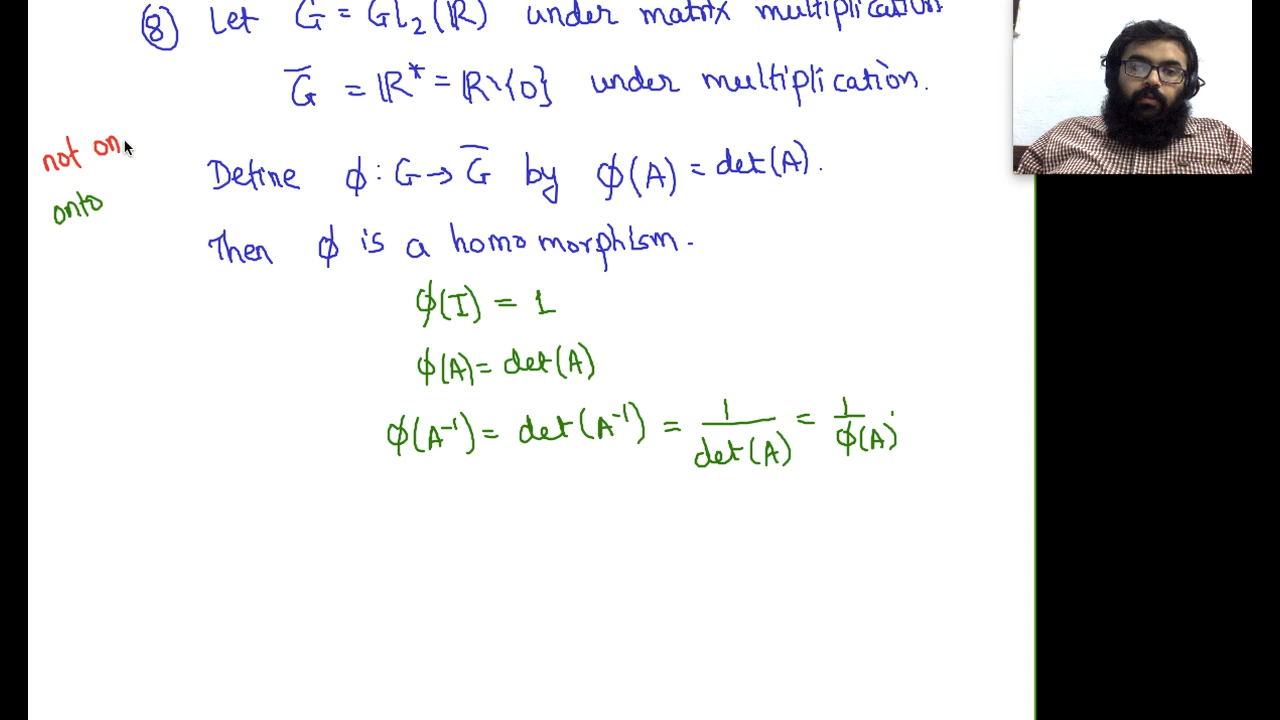 ⑧ Let G = GL₂(ℝ) under matrix multiplication
G̅ = ℝ* = ℝ\{0} under multiplication.
not on
Define ϕ : G → G̅ by ϕ(A) = det(A).
onto
Then ϕ is a homomorphism.
ϕ(I) = 1
ϕ(A) = det(A)
ϕ(A⁻¹) = det(A⁻¹) = 1/det(A) = 1/ϕ(A).